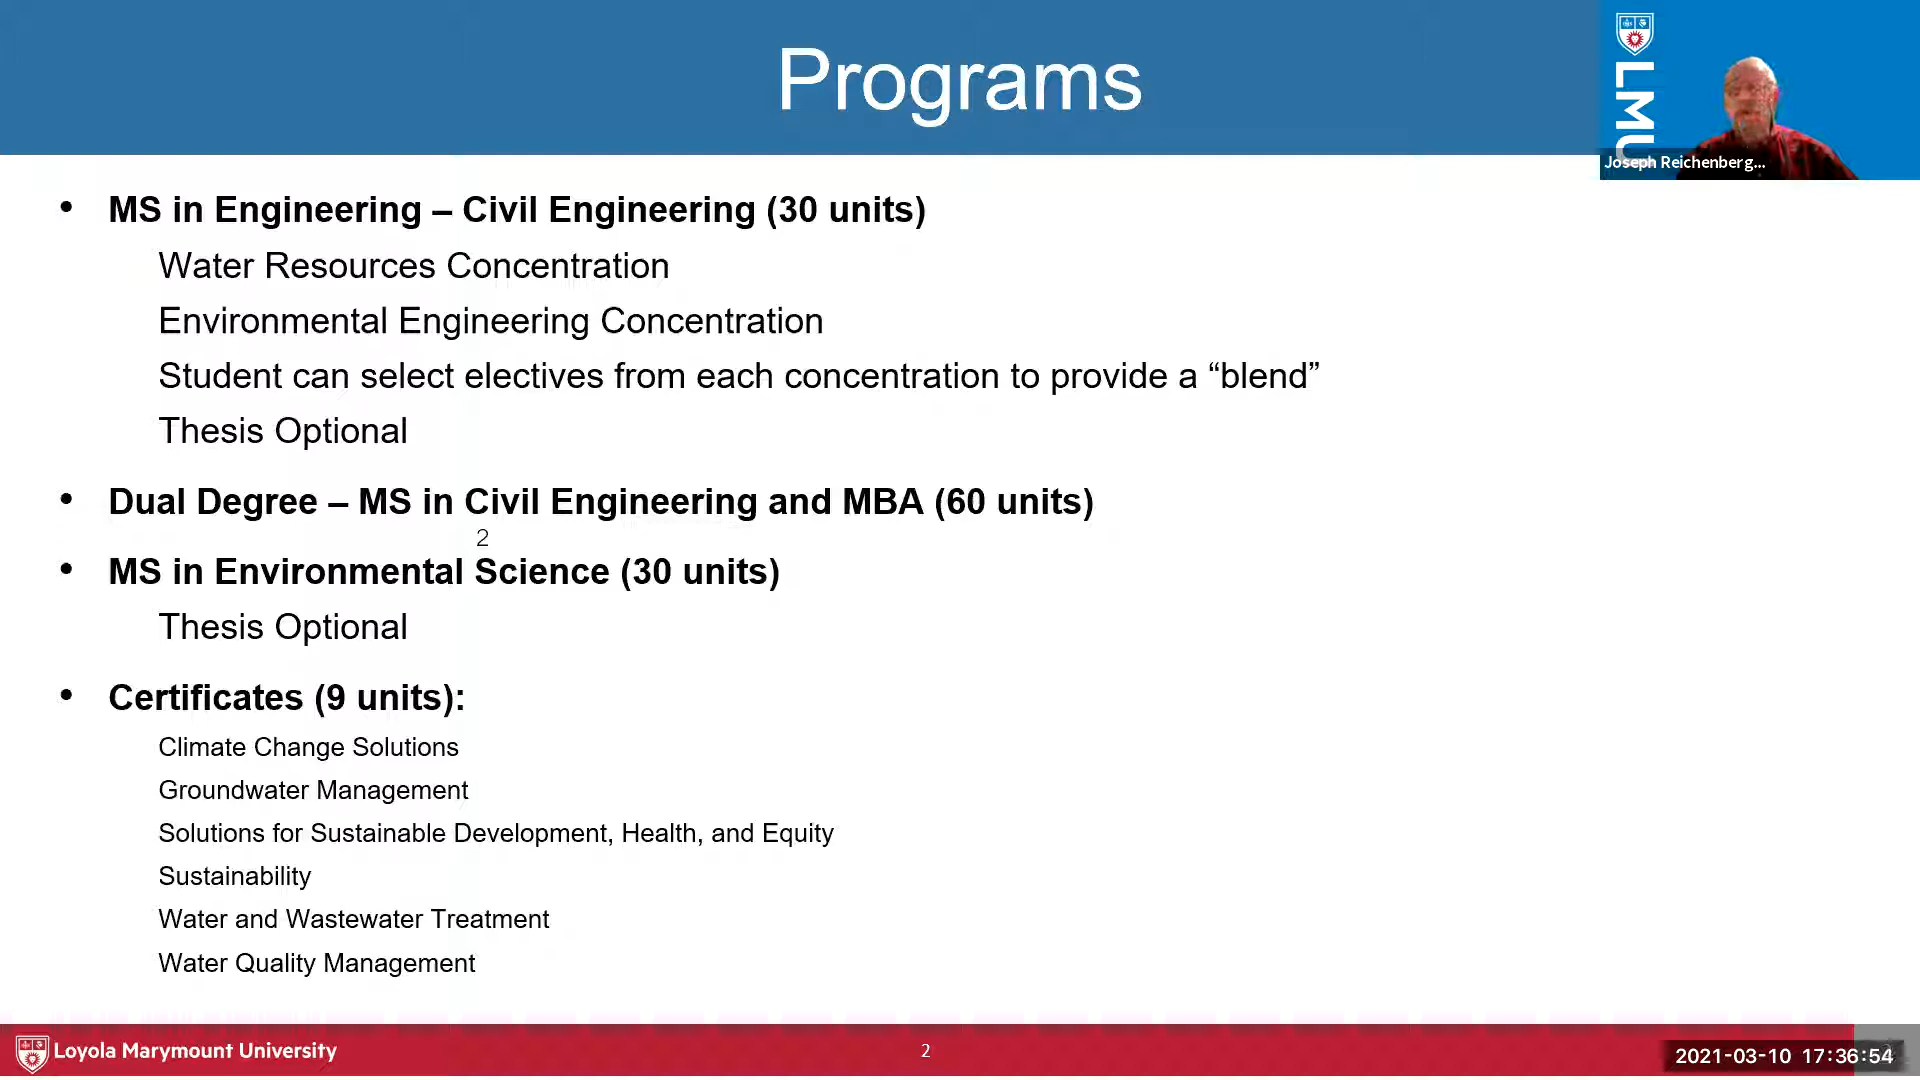 Programs
LMU
Joseph Reichenberg...
• MS in Engineering – Civil Engineering (30 units)
Water Resources Concentration
Environmental Engineering Concentration
Student can select electives from each concentration to provide a “blend”
Thesis Optional
• Dual Degree – MS in Civil Engineering and MBA (60 units)
2
• MS in Environmental Science (30 units)
Thesis Optional
• Certificates (9 units):
Climate Change Solutions
Groundwater Management
Solutions for Sustainable Development, Health, and Equity
Sustainability
Water and Wastewater Treatment
Water Quality Management
Loyola Marymount University
2
2021-03-10 17:36:54